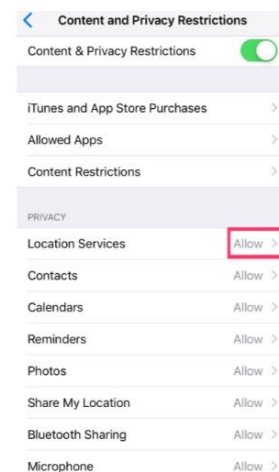 Content and Privacy Restrictions
Content & Privacy Restrictions
iTunes and App Store Purchases
Allowed Apps
Content Restrictions
PRIVACY
Location Services Allow
Contacts Allow
Calendars Allow
Reminders Allow
Photos Allow
Share My Location Allow
Bluetooth Sharing Allow
Microphone Allow